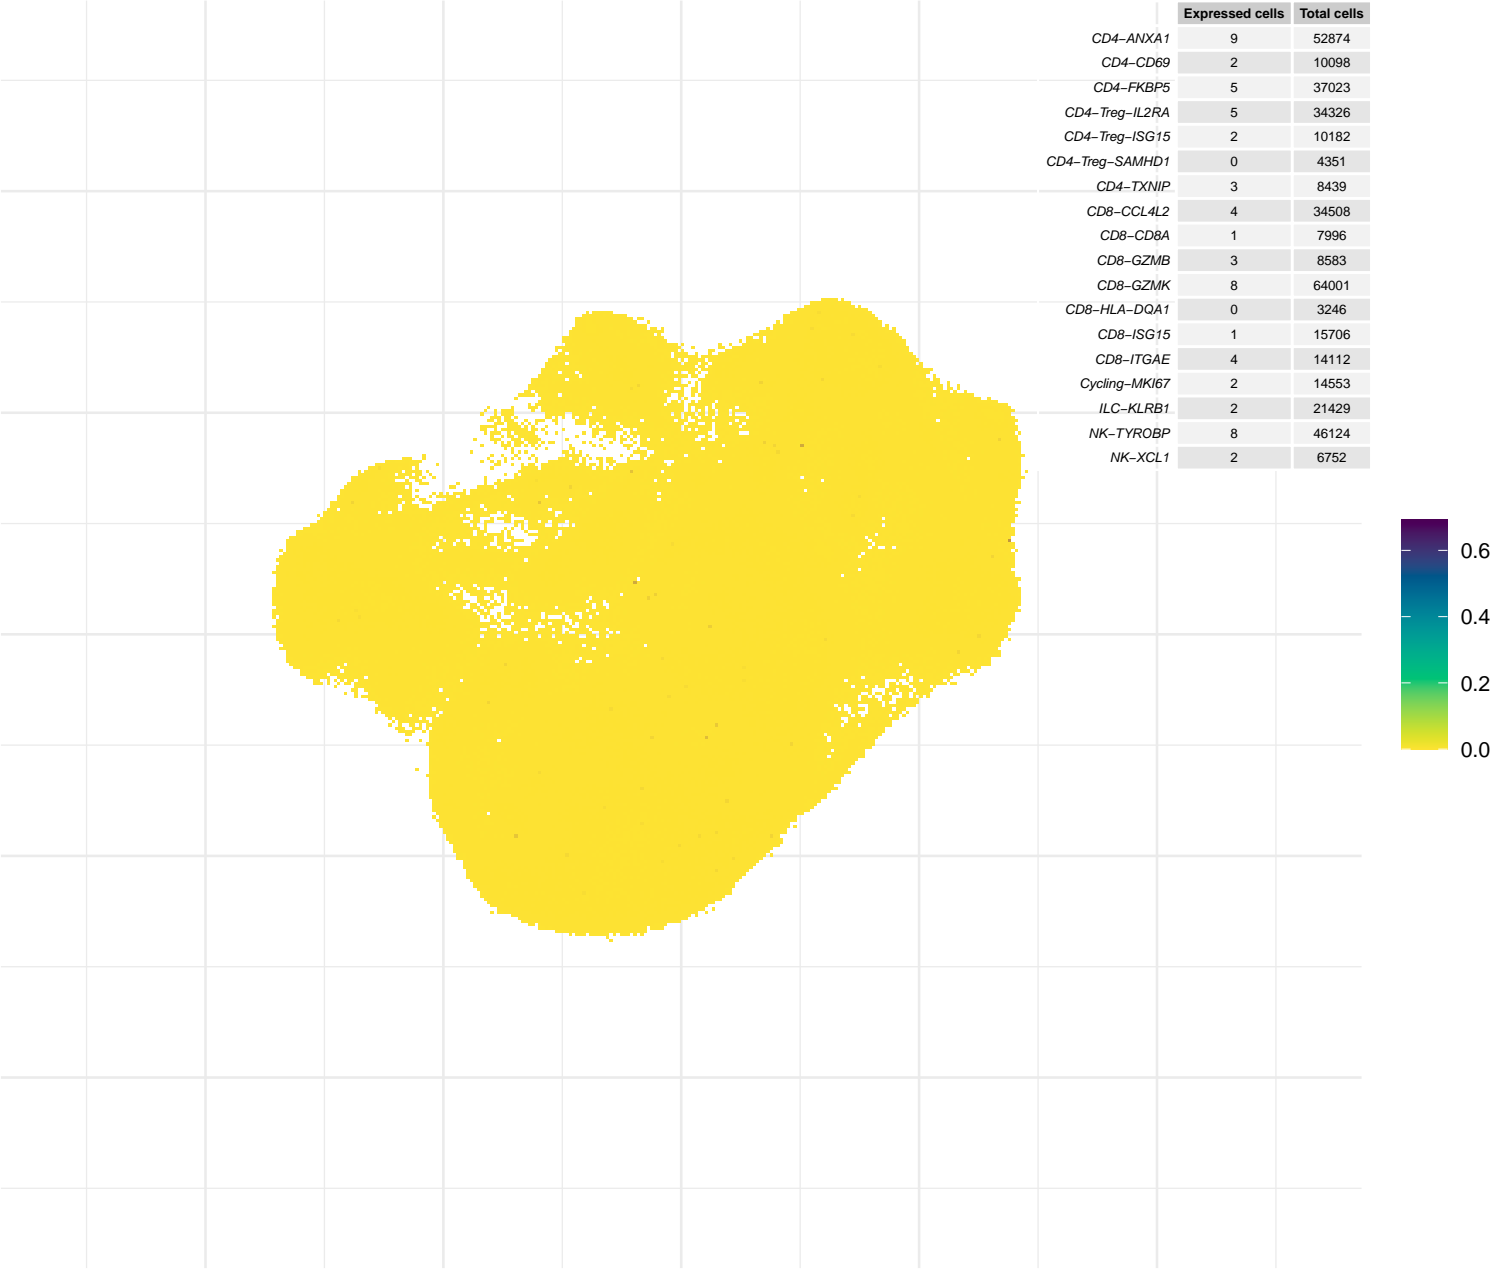 Expressed cells Total cells
CD4−ANXA1 9 52874
CD4−CD69 2 10098
CD4−FKBP5 5 37023
CD4−Treg−IL2RA 5 34326
CD4−Treg−ISG15 2 10182
CD4−Treg−SAMHD1 0 4351
CD4−TXNIP 3 8439
CD8−CCL4L2 4 34508
CD8−CD8A 1 7996
CD8−GZMB 3 8583
CD8−GZMK 8 64001
CD8−HLA−DQA1 0 3246
CD8−ISG15 1 15706
CD8−ITGAE 4 14112
Cycling−MKI67 2 14553
ILC−KLRB1 2 21429
NK−TYROBP 8 46124
NK−XCL1 2 6752
0.6
0.4
0.2
0.0